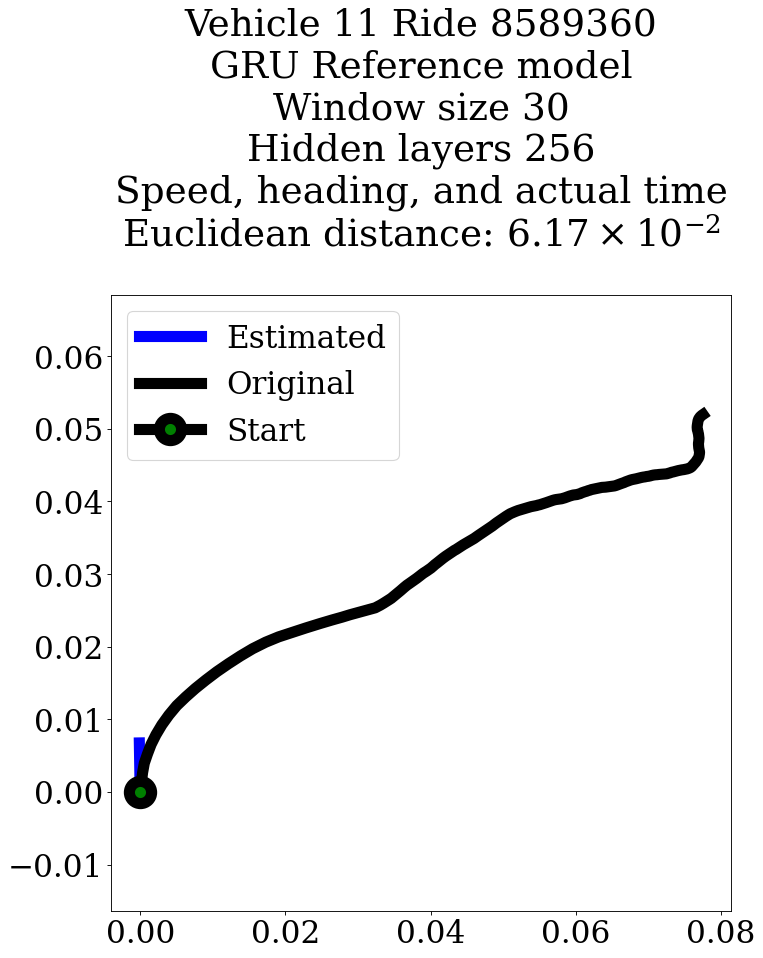 Vehicle 11 Ride 8589360
GRU Reference model
Window size 30
Hidden layers 256
Speed, heading, and actual time
Euclidean distance: 6.17 × 10⁻²
Estimated
Original
Start
0.06
0.05
0.04
0.03
0.02
0.01
0.00
−0.01
0.00 0.02 0.04 0.06 0.08